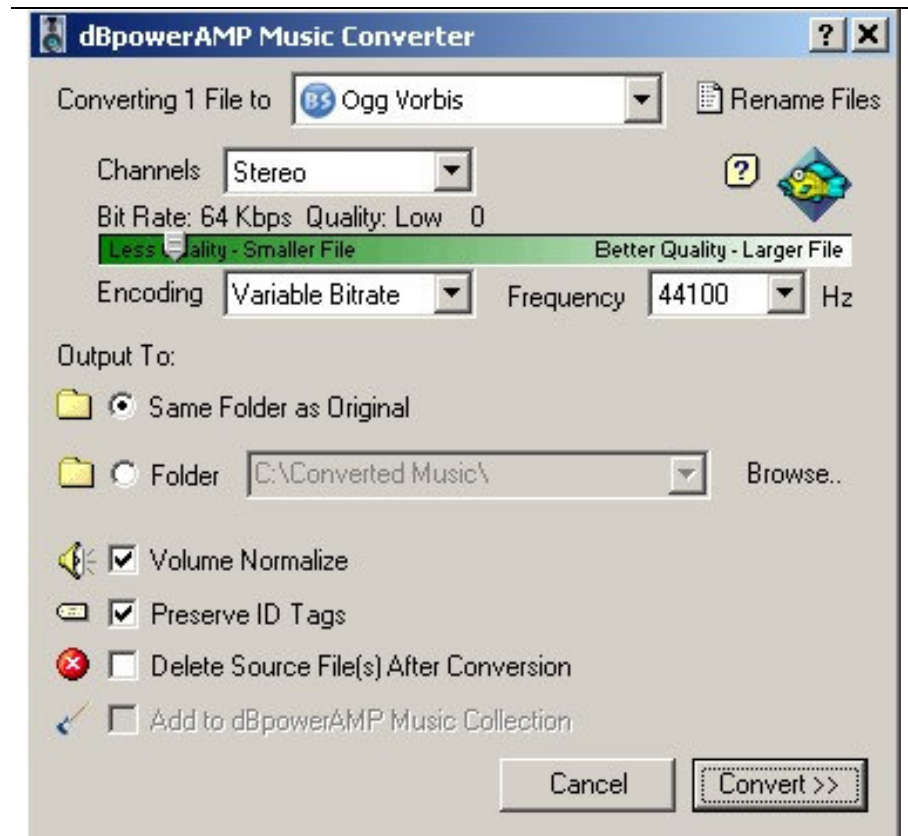 dBpowerAMP Music Converter ? X
Converting 1 File to BS Ogg Vorbis Rename Files
Channels Stereo ?
Bit Rate: 64 Kbps Quality: Low 0
Less Quality - Smaller File Better Quality - Larger File
Encoding Variable Bitrate Frequency 44100 Hz
Output To:
Same Folder as Original
Folder C:\Converted Music\ Browse..
Volume Normalize
Preserve ID Tags
Delete Source File(s) After Conversion
Add to dBpowerAMP Music Collection
Cancel Convert >>